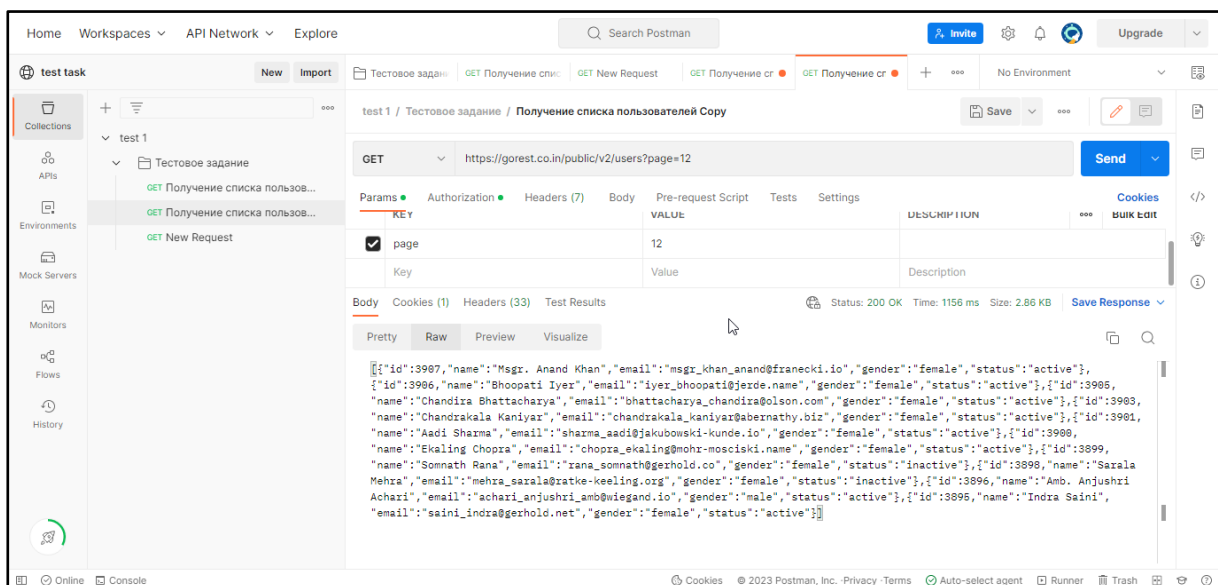 Home Workspaces API Network Explore Search Postman Invite Upgrade
test task New Import Тестовое задан GET Получение спис GET New Request GET Получение сг GET Получение сг No Environment
Collections
APIs
Environments
Mock Servers
Monitors
Flows
History
test 1
Тестовое задание
GET Получение списка пользов...
GET Получение списка пользов...
GET New Request
test 1 / Тестовое задание / Получение списка пользователей Copy Save
GET https://gorest.co.in/public/v2/users?page=12 Send
Params Authorization Headers (7) Body Pre-request Script Tests Settings Cookies
KEY VALUE DESCRIPTION Bulk Edit
page 12
Key Value Description
Body Cookies (1) Headers (33) Test Results Status: 200 OK Time: 1156 ms Size: 2.86 KB Save Response
Pretty Raw Preview Visualize
[{"id":3907,"name":"Msgr. Anand Khan","email":"msgr_khan_anand@franecki.io","gender":"female","status":"active"},
{"id":3906,"name":"Bhoopati Iyer","email":"iyer_bhoopati@jerde.name","gender":"female","status":"active"},{"id":3905,
"name":"Chandira Bhattacharya","email":"bhattacharya_chandira@olson.com","gender":"female","status":"active"},{"id":3903,
"name":"Chandrakala Kaniyar","email":"chandrakala_kaniyar@abernathy.biz","gender":"female","status":"active"},{"id":3901,
"name":"Aadi Sharma","email":"sharma_aadi@jakubowski-kunde.io","gender":"female","status":"active"},{"id":3900,
"name":"Ekaling Chopra","email":"chopra_ekaling@mohr-mosciski.name","gender":"female","status":"active"},{"id":3899,
"name":"Somnath Rana","email":"rana_somnath@gerhold.co","gender":"female","status":"inactive"},{"id":3898,"name":"Sarala
Mehra","email":"mehra_sarala@ratke-keeling.org","gender":"female","status":"inactive"},{"id":3896,"name":"Amb. Anjushri
Achari","email":"achari_anjushri_amb@wiegand.io","gender":"male","status":"active"},{"id":3895,"name":"Indra Saini",
"email":"saini_indra@gerhold.net","gender":"female","status":"active"}]
Online Console Cookies © 2023 Postman, Inc. -Privacy -Terms Auto-select agent Runner Trash